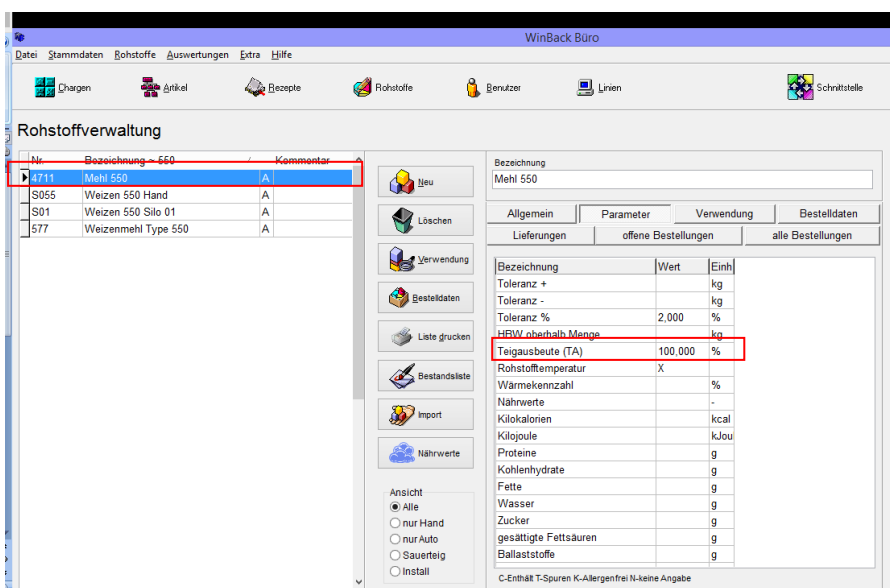 WinBack Büro
Datei Stammdaten Rohstoffe Auswertungen Extra Hilfe
Chargen Artikel Rezepte Rohstoffe Benutzer Linien Schnittstelle
Rohstoffverwaltung
Nr. Bezeichnung ~ 550 / Kommentar
4711 Mehl 550 A
S055 Weizen 550 Hand A
S01 Weizen 550 Silo 01 A
577 Weizenmehl Type 550 A
Neu
Löschen
Verwendung
Bestelldaten
Liste drucken
Bestandsliste
Import
Nährwerte
Ansicht
Alle
nur Hand
nur Auto
Sauerteig
Install
Bezeichnung
Mehl 550
Allgemein Parameter Verwendung Bestelldaten
Lieferungen offene Bestellungen alle Bestellungen
Bezeichnung Wert Einh
Toleranz + kg
Toleranz - kg
Toleranz % 2,000 %
HBW oberhalb Menge kg
Teigausbeute (TA) 100,000 %
Rohstofftemperatur X
Wärmekennzahl %
Nährwerte -
Kilokalorien kcal
Kilojoule kJou
Proteine g
Kohlenhydrate g
Fette g
Wasser g
Zucker g
gesättigte Fettsäuren g
Ballaststoffe g
C-Enthält T-Spuren K-Allergenfrei N-keine Angabe